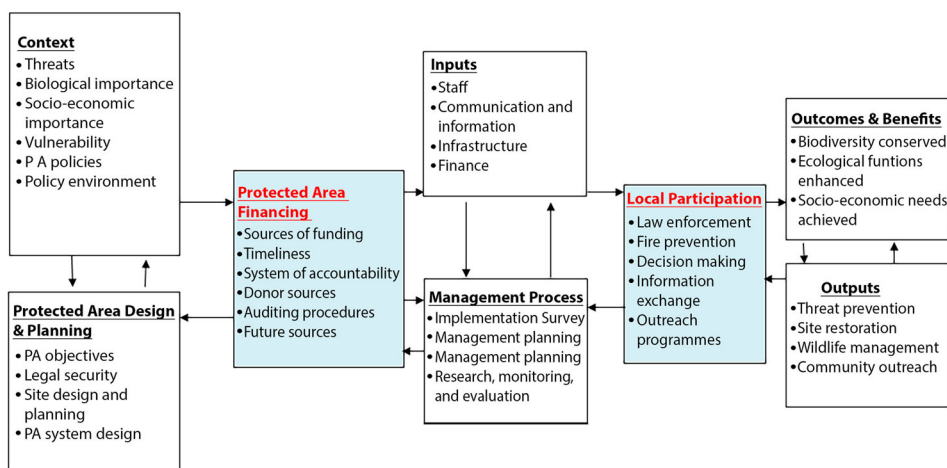 Context
• Threats
• Biological importance
• Socio-economic
importance
• Vulnerability
• P A policies
• Policy environment
Protected Area Design
& Planning
• PA objectives
• Legal security
• Site design and
planning
• PA system design
Protected Area
Financing
• Sources of funding
• Timeliness
• System of accountability
• Donor sources
• Auditing procedures
• Future sources
Inputs
• Staff
• Communication and
information
• Infrastructure
• Finance
Management Process
• Implementation Survey
• Management planning
• Management planning
• Research, monitoring,
and evaluation
Local Participation
• Law enforcement
• Fire prevention
• Decision making
• Information
exchange
• Outreach
programmes
Outcomes & Benefits
• Biodiversity conserved
• Ecological funtions
enhanced
• Socio-economic needs
achieved
Outputs
• Threat prevention
• Site restoration
• Wildlife management
• Community outreach